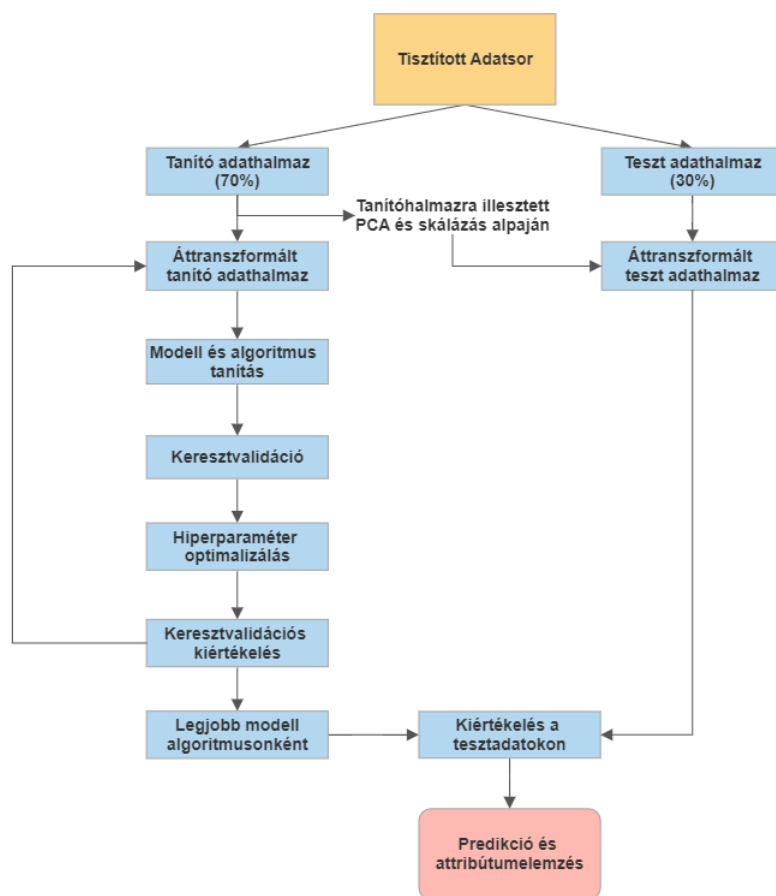 Tisztított Adatsor
Tanító adathalmaz
(70%)
Teszt adathalmaz
(30%)
Tanítóhalmazra illesztett
PCA és skálázás alpaján
Áttranszformált
tanító adathalmaz
Áttranszformált
teszt adathalmaz
Modell és algoritmus
tanítás
Keresztvalidáció
Hiperparaméter
optimalizálás
Keresztvalidációs
kiértékelés
Legjobb modell
algoritmusonként
Kiértékelés a
tesztadatokon
Predikció és
attribútumelemzés